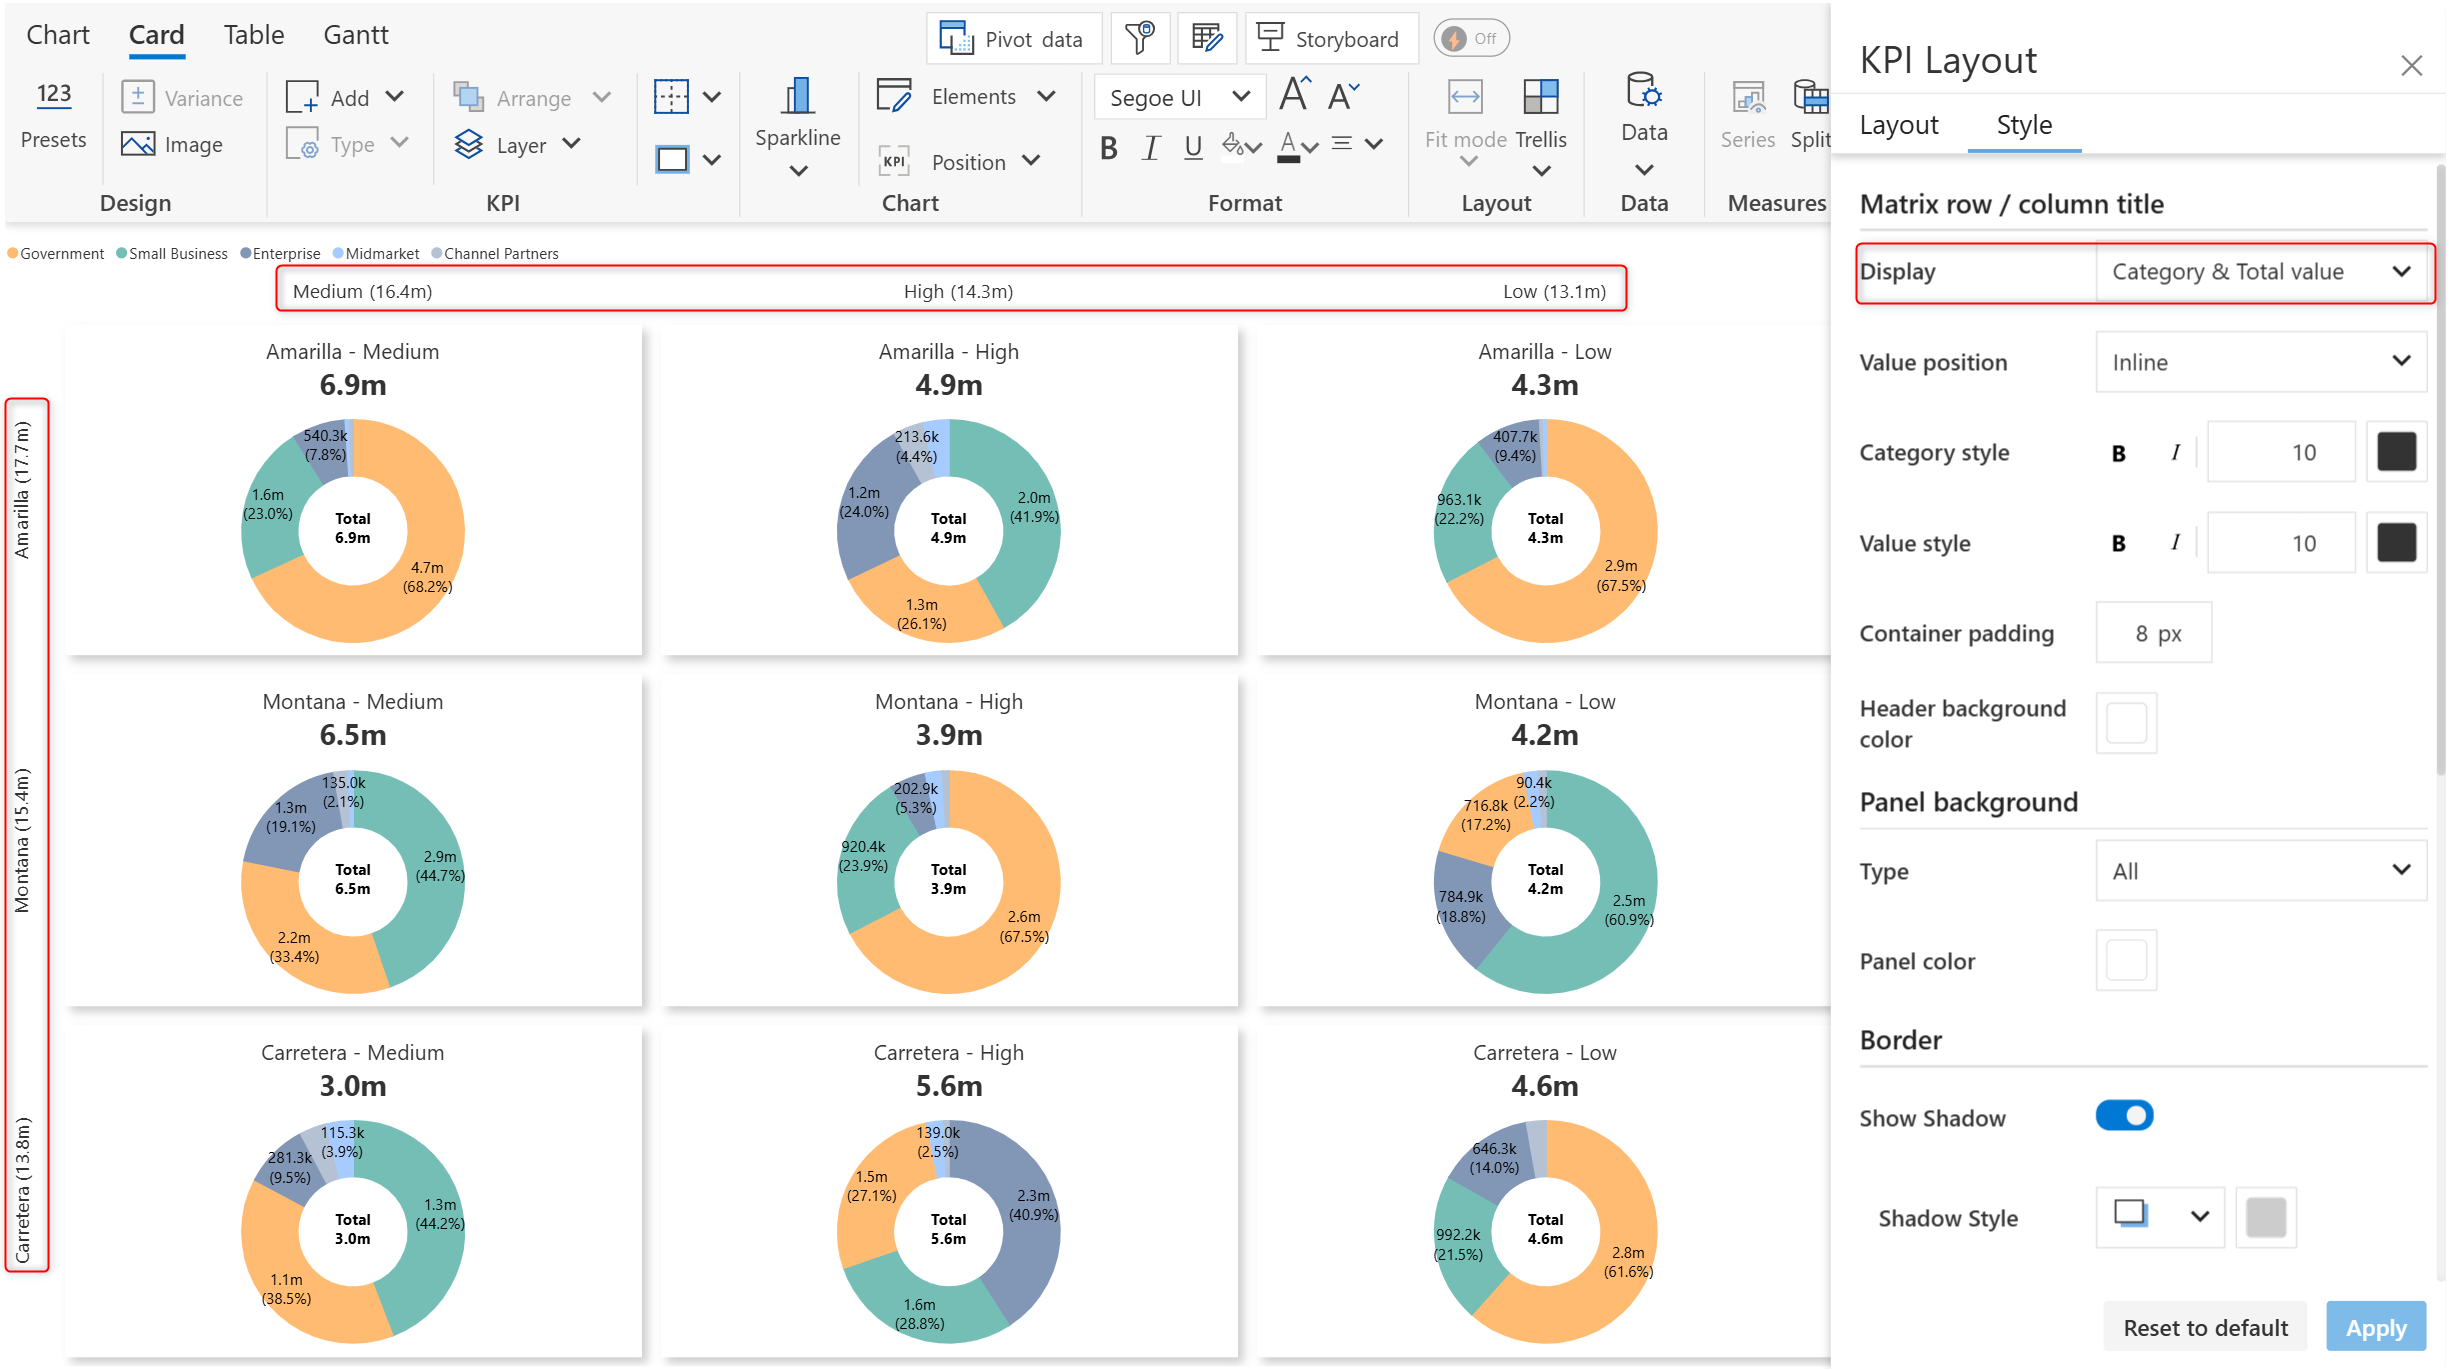 Chart Card Table Gantt
Pivot data
Storyboard
Off
123
Presets
Variance
Image
Design
Add
Type
Arrange
Layer
KPI
Sparkline
Elements
KPI
Position
Chart
Segoe UI
B I U A
Format
Fit mode
Trellis
Layout
Data
Data
Series
Split
Measures
Government Small Business Enterprise Midmarket Channel Partners
Medium (16.4m) High (14.3m) Low (13.1m)
Amarilla (17.7m)
Amarilla - Medium
6.9m
540.3k
(7.8%)
1.6m
(23.0%)
Total
6.9m
4.7m
(68.2%)
Amarilla - High
4.9m
213.6k
(4.4%)
1.2m
(24.0%)
2.0m
(41.9%)
Total
4.9m
1.3m
(26.1%)
Amarilla - Low
4.3m
407.7k
(9.4%)
963.1k
(22.2%)
Total
4.3m
2.9m
(67.5%)
Montana (15.4m)
Montana - Medium
6.5m
135.0k
(2.1%)
1.3m
(19.1%)
2.9m
(44.7%)
Total
6.5m
2.2m
(33.4%)
Montana - High
3.9m
202.9k
(5.3%)
920.4k
(23.9%)
Total
3.9m
2.6m
(67.5%)
Montana - Low
4.2m
90.4k
(2.2%)
716.8k
(17.2%)
Total
4.2m
784.9k
(18.8%)
2.5m
(60.9%)
Carretera (13.8m)
Carretera - Medium
3.0m
115.3k
(3.9%)
281.3k
(9.5%)
1.3m
(44.2%)
Total
3.0m
1.1m
(38.5%)
Carretera - High
5.6m
139.0k
(2.5%)
1.5m
(27.1%)
2.3m
(40.9%)
Total
5.6m
1.6m
(28.8%)
Carretera - Low
4.6m
646.3k
(14.0%)
992.2k
(21.5%)
Total
4.6m
2.8m
(61.6%)
KPI Layout
Layout Style
Matrix row / column title
Display Category & Total value
Value position Inline
Category style B I 10
Value style B I 10
Container padding 8 px
Header background
color
Panel background
Type All
Panel color
Border
Show Shadow
Shadow Style
Reset to default
Apply